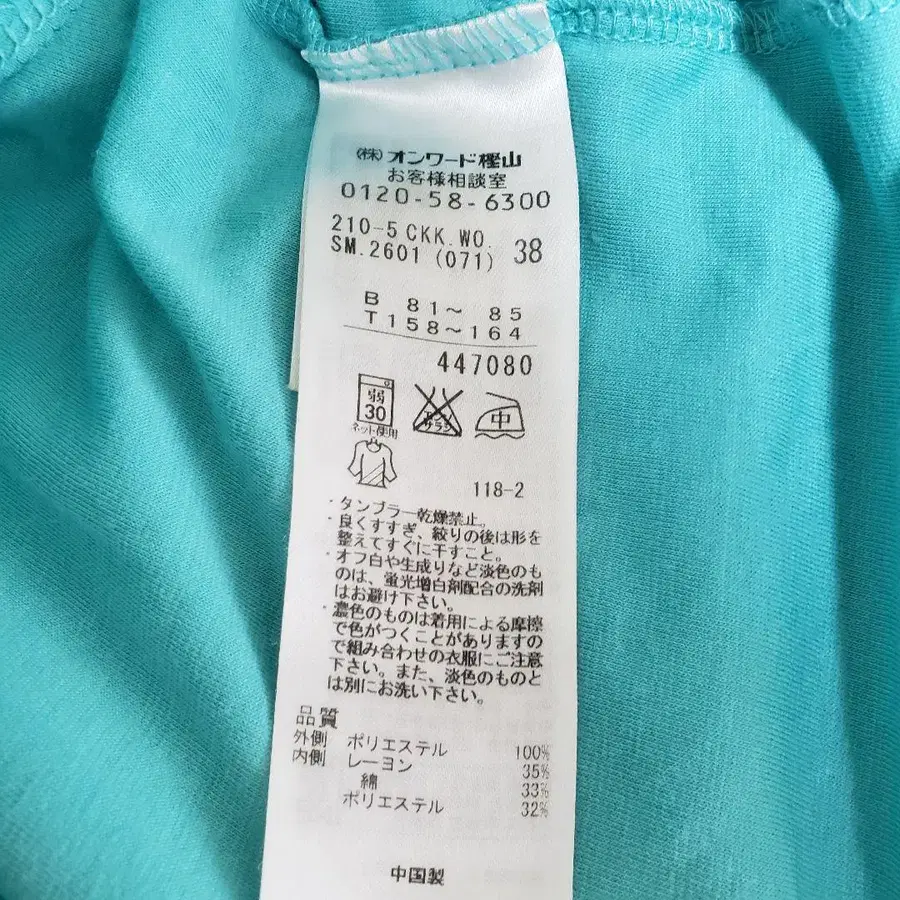 (株)オンワード樫山
お客様相談室
0120-58-6300
210-5 CKK.WO.
SM.2601 (071) 38
B 81〜 85
T 158〜164
447080
弱
30
ネット使用
エンソ
サラシ
中
118-2
・タンブラー乾燥禁止。
・良くすすぎ、絞りの後は形を
整えてすぐに干すこと。
・オフ白や生成りなど淡色のも
のは、蛍光増白剤配合の洗剤
はお避け下さい。
・濃色のものは着用による摩擦
で色がつくことがありますの
で組み合わせの衣服にご注意
下さい。また、淡色のものと
は別にお洗い下さい。
品質
外側 ポリエステル 100%
内側 レーヨン 35%
綿 33%
ポリエステル 32%
中国製